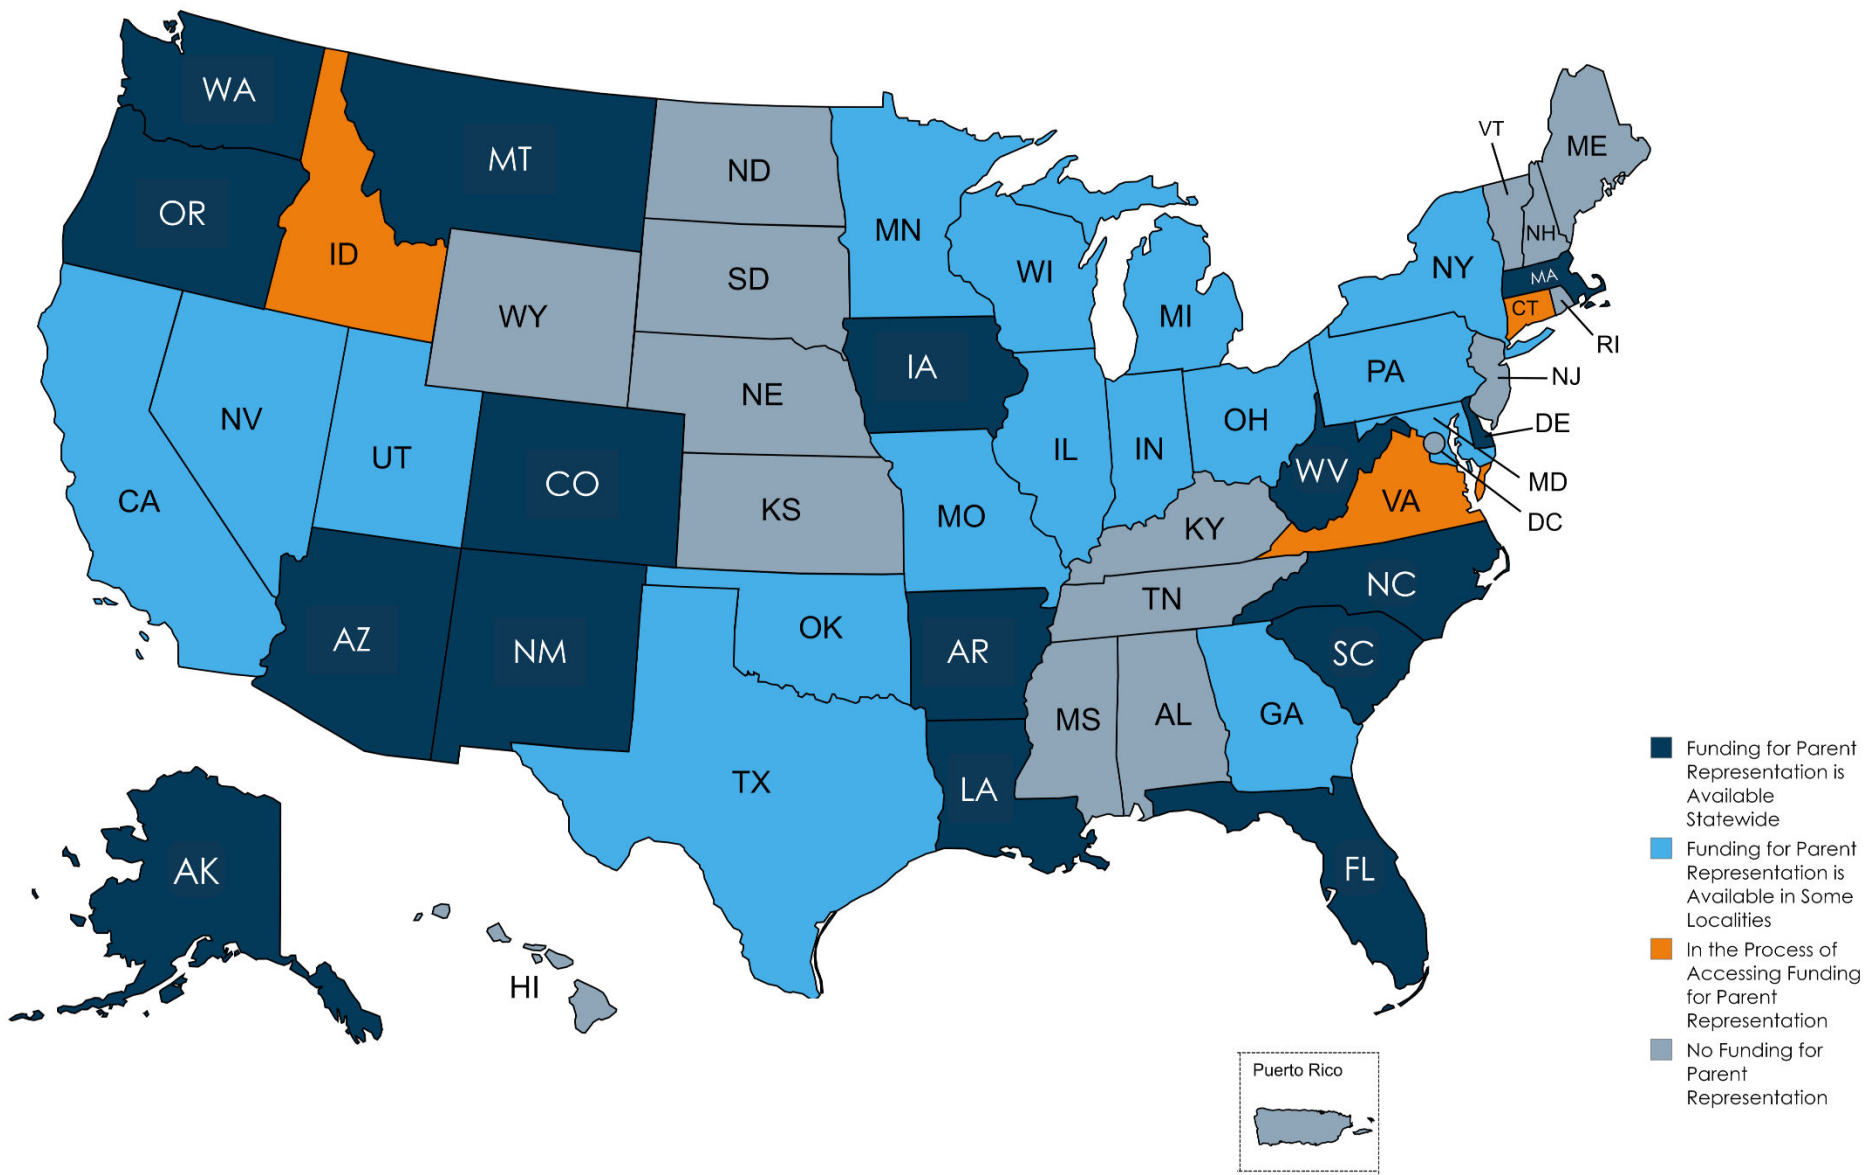 WA
MT
ND
VT
ME
OR
MN
NH
ID
SD
WI
NY
MA
WY
MI
CT
RI
IA
PA
NJ
NE
NV
OH
DE
UT
IL
IN
CO
WV
MD
CA
KS
MO
VA
DC
KY
NC
TN
AZ
NM
OK
AR
SC
MS
AL
GA
TX
LA
AK
FL
HI
Puerto Rico
Funding for Parent
Representation is
Available
Statewide
Funding for Parent
Representation is
Available in Some
Localities
In the Process of
Accessing Funding
for Parent
Representation
No Funding for
Parent
Representation